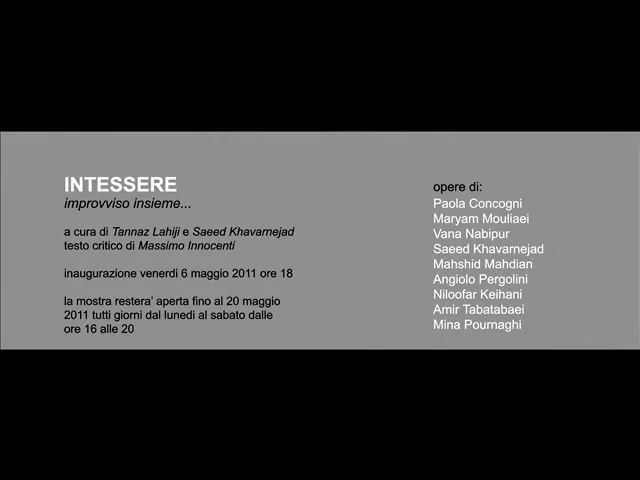 INTESSERE
improvviso insieme...
a cura di Tannaz Lahiji e Saeed Khavarnejad
testo critico di Massimo Innocenti
inaugurazione venerdi 6 maggio 2011 ore 18
la mostra restera' aperta fino al 20 maggio
2011 tutti giorni dal lunedi al sabato dalle
ore 16 alle 20
opere di:
Paola Concogni
Maryam Mouliaei
Vana Nabipur
Saeed Khavarnejad
Mahshid Mahdian
Angiolo Pergolini
Niloofar Keihani
Amir Tabatabaei
Mina Pournaghi